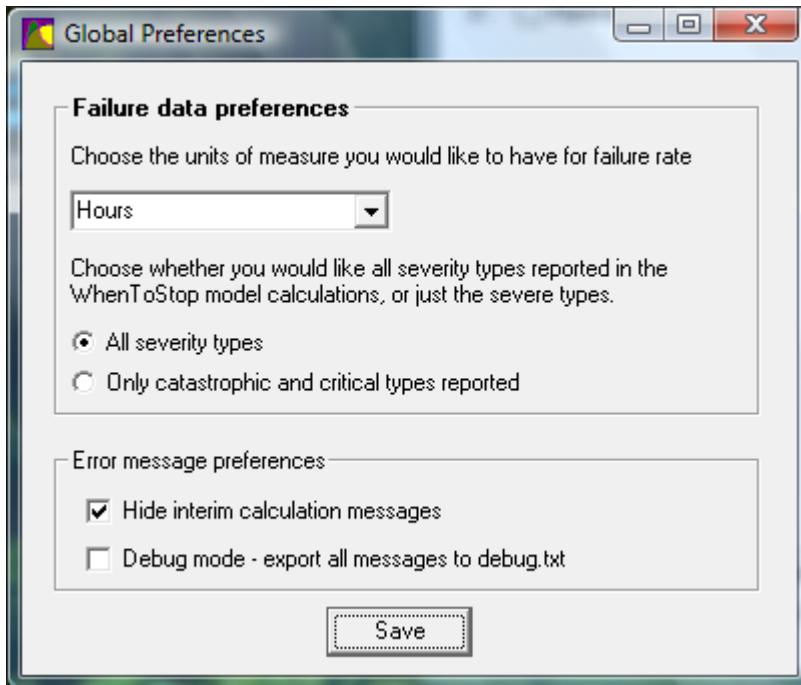 Global Preferences
Failure data preferences
Choose the units of measure you would like to have for failure rate
Hours
Choose whether you would like all severity types reported in the
WhenToStop model calculations, or just the severe types.
All severity types
Only catastrophic and critical types reported
Error message preferences
Hide interim calculation messages
Debug mode - export all messages to debug.txt
Save